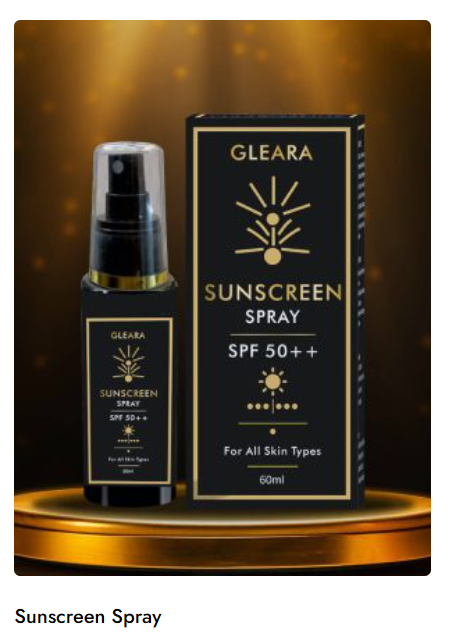 GLEARA
SUNSCREEN
SPRAY
SPF 50++
For All Skin Types
60ml
GLEARA
SUNSCREEN
SPRAY
SPF 50++
For All Skin Types
60ml
Sunscreen Spray